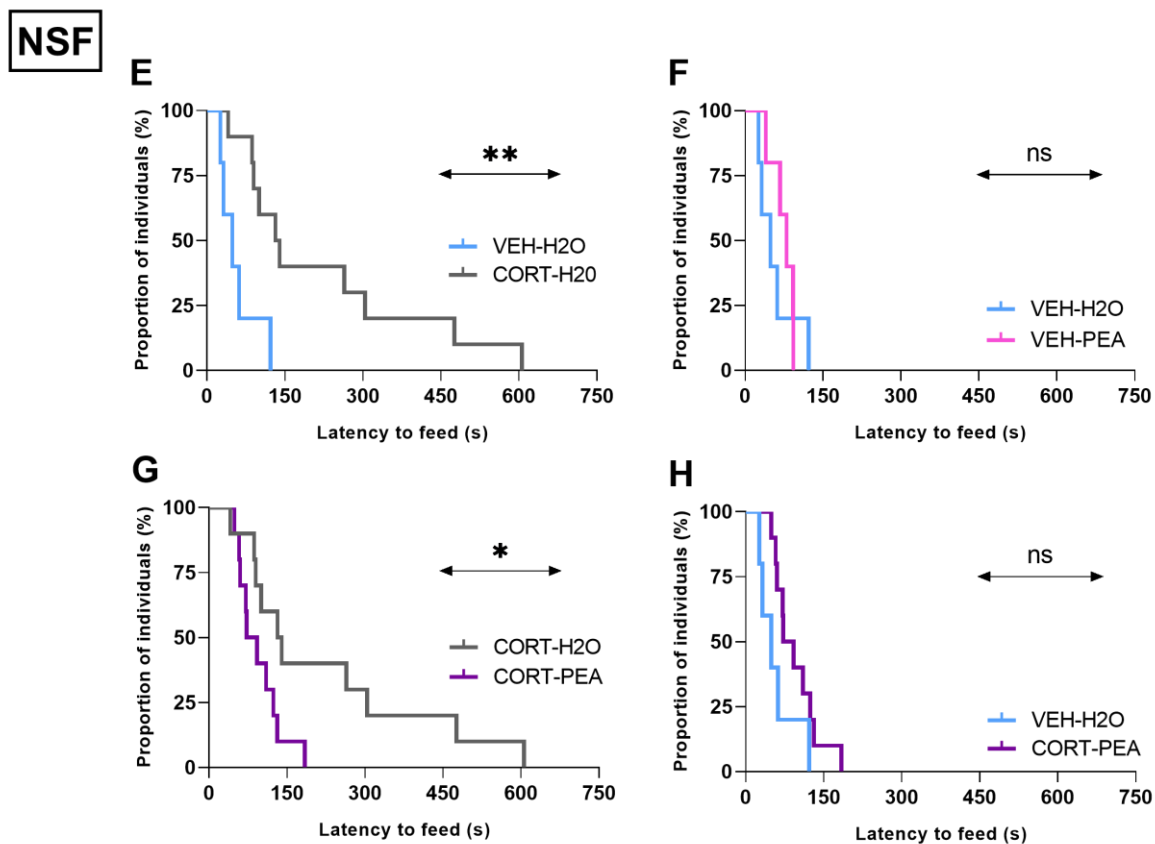 NSF
E
Proportion of individuals (%)
100
75
50
25
0
**
VEH-H2O
CORT-H20
0 150 300 450 600 750
Latency to feed (s)
F
Proportion of individuals (%)
100
75
50
25
0
ns
VEH-H2O
VEH-PEA
0 150 300 450 600 750
Latency to feed (s)
G
Proportion of individuals (%)
100
75
50
25
0
*
CORT-H2O
CORT-PEA
0 150 300 450 600 750
Latency to feed (s)
H
Proportion of individuals (%)
100
75
50
25
0
ns
VEH-H2O
CORT-PEA
0 150 300 450 600 750
Latency to feed (s)